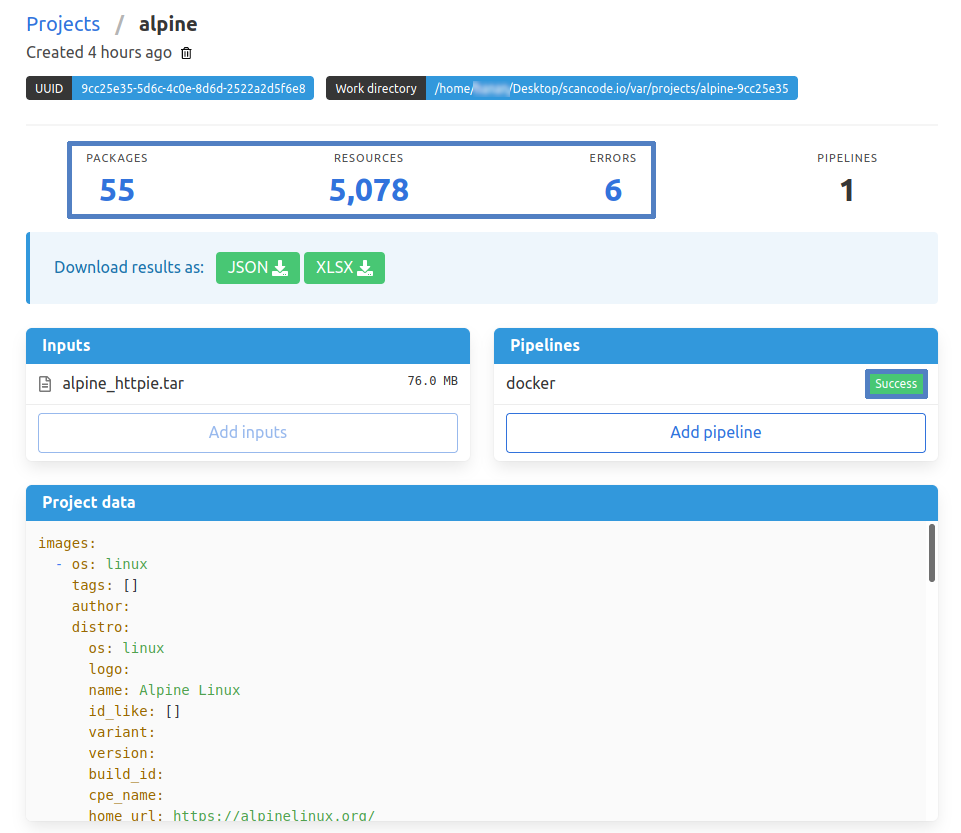 Projects / alpine
Created 4 hours ago
UUID 9cc25e35-5d6c-4c0e-8d6d-2522a2d5f6e8 Work directory /home/ /Desktop/scancode.io/var/projects/alpine-9cc25e35
PACKAGES RESOURCES ERRORS PIPELINES
55 5,078 6 1
Download results as: JSON XLSX
Inputs
alpine_httpie.tar 76.0 MB
Add inputs
Pipelines
docker Success
Add pipeline
Project data
images:
- os: linux
tags: []
author:
distro:
os: linux
logo:
name: Alpine Linux
id_like: []
variant:
version:
build_id:
cpe_name:
home_url: https://alpinelinux.org/